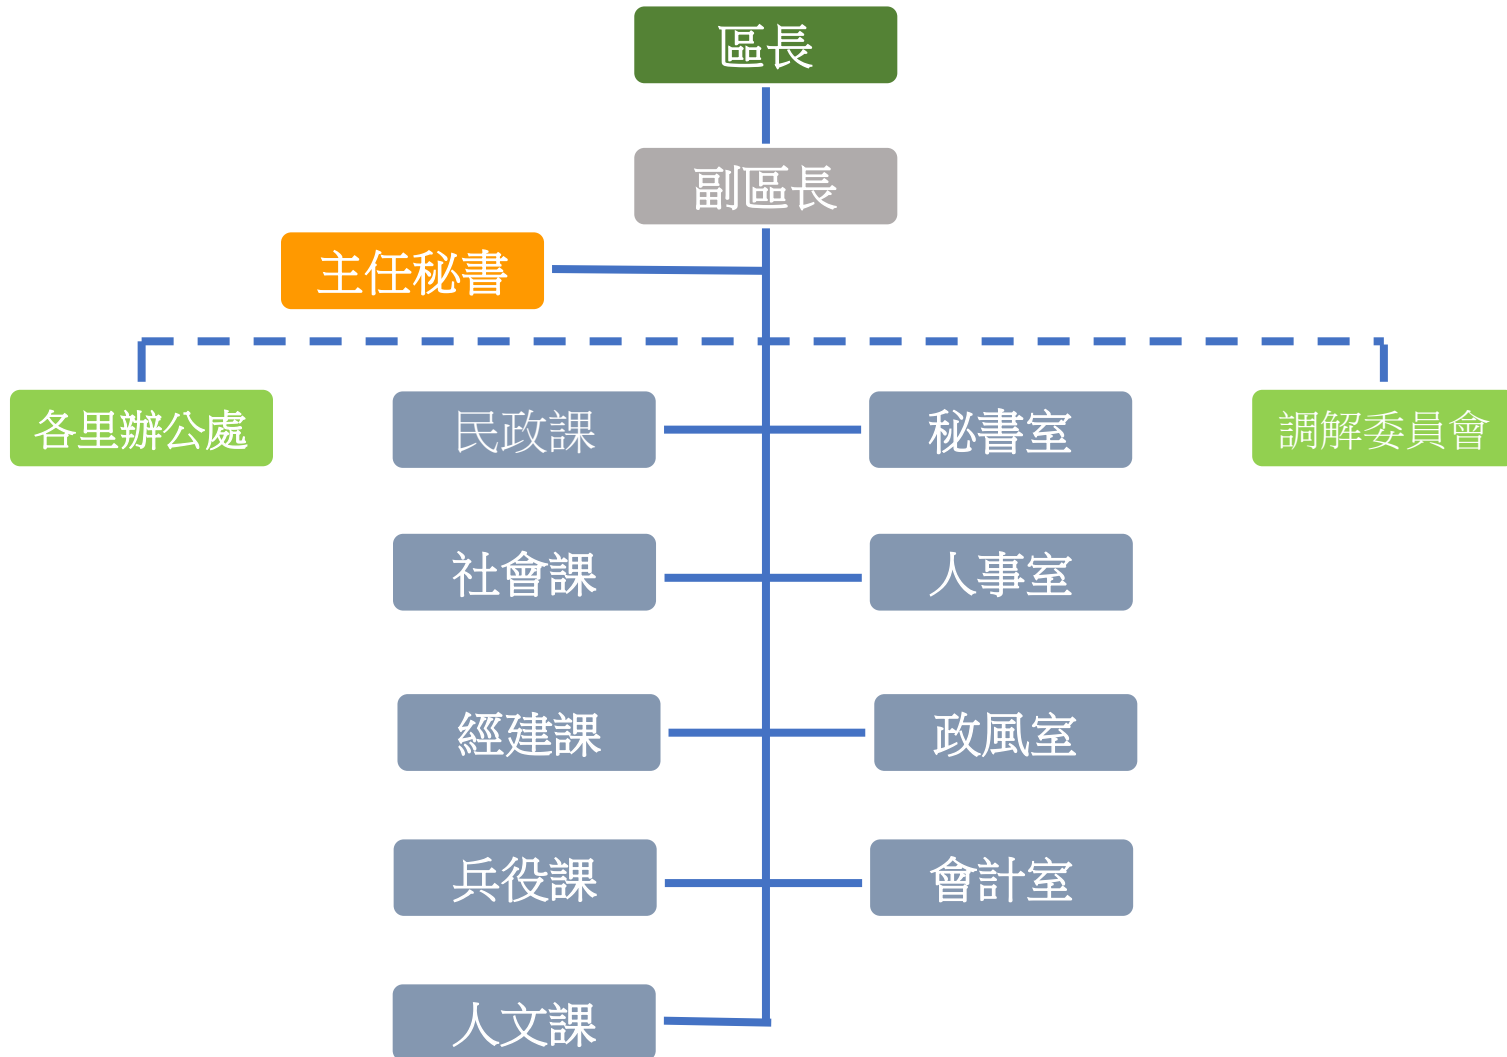 區長
副區長
主任秘書
各里辦公處
民政課
秘書室
調解委員會
社會課
人事室
經建課
政風室
兵役課
會計室
人文課